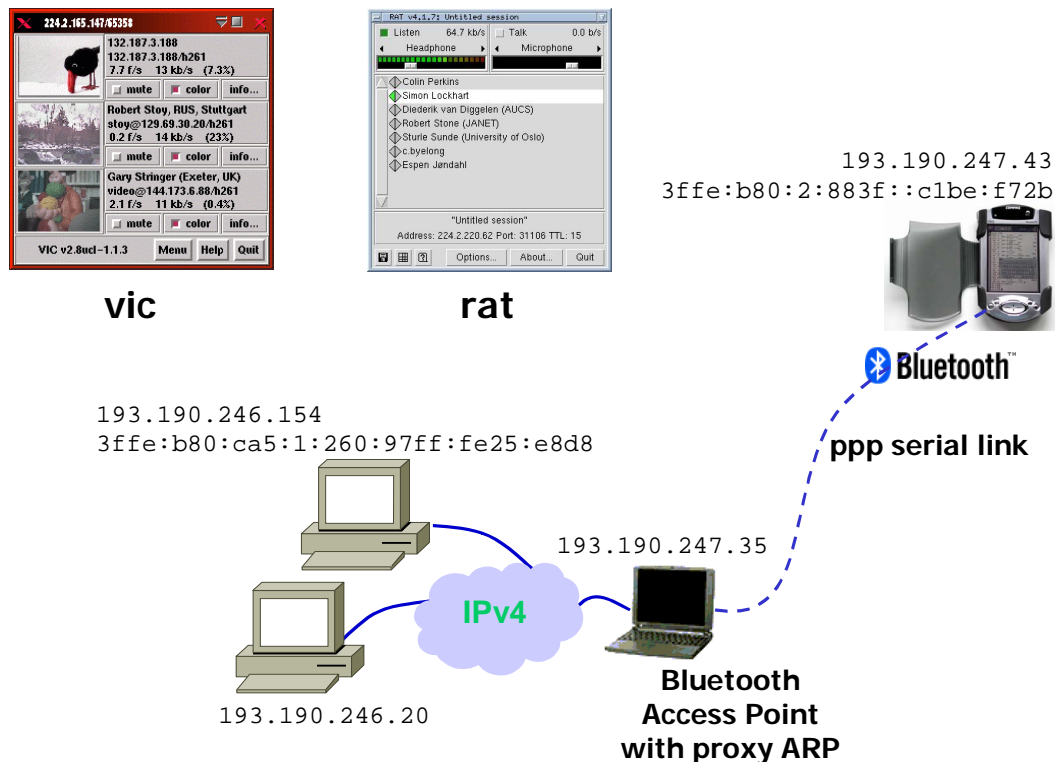 224.2.165.147/65358
132.187.3.188
132.187.3.188/h261
7.7 f/s 13 kb/s (7.3%)
mute color info...
Robert Stoy, RUS, Stuttgart
stoy@129.69.30.20/h261
0.2 f/s 14 kb/s (23%)
mute color info...
Gary Stringer (Exeter, UK)
video@144.173.6.88/h261
2.1 f/s 11 kb/s (0.4%)
mute color info...
VIC v2.8ucl-1.1.3 Menu Help Quit
vic
RAT v4.1.7: Untitled session
Listen 64.7 kb/s Talk 0.0 b/s
Headphone Microphone
Colin Perkins
Simon Lockhart
Diederik van Diggelen (AUCS)
Robert Stone (JANET)
Sturle Sunde (University of Oslo)
c.byelong
Espen Jøndahl
"Untitled session"
Address: 224.2.220.62 Port: 31106 TTL: 15
Options... About... Quit
rat
193.190.247.43
3ffe:b80:2:883f::c1be:f72b
Bluetooth™
ppp serial link
193.190.246.154
3ffe:b80:ca5:1:260:97ff:fe25:e8d8
193.190.247.35
IPv4
193.190.246.20
Bluetooth
Access Point
with proxy ARP